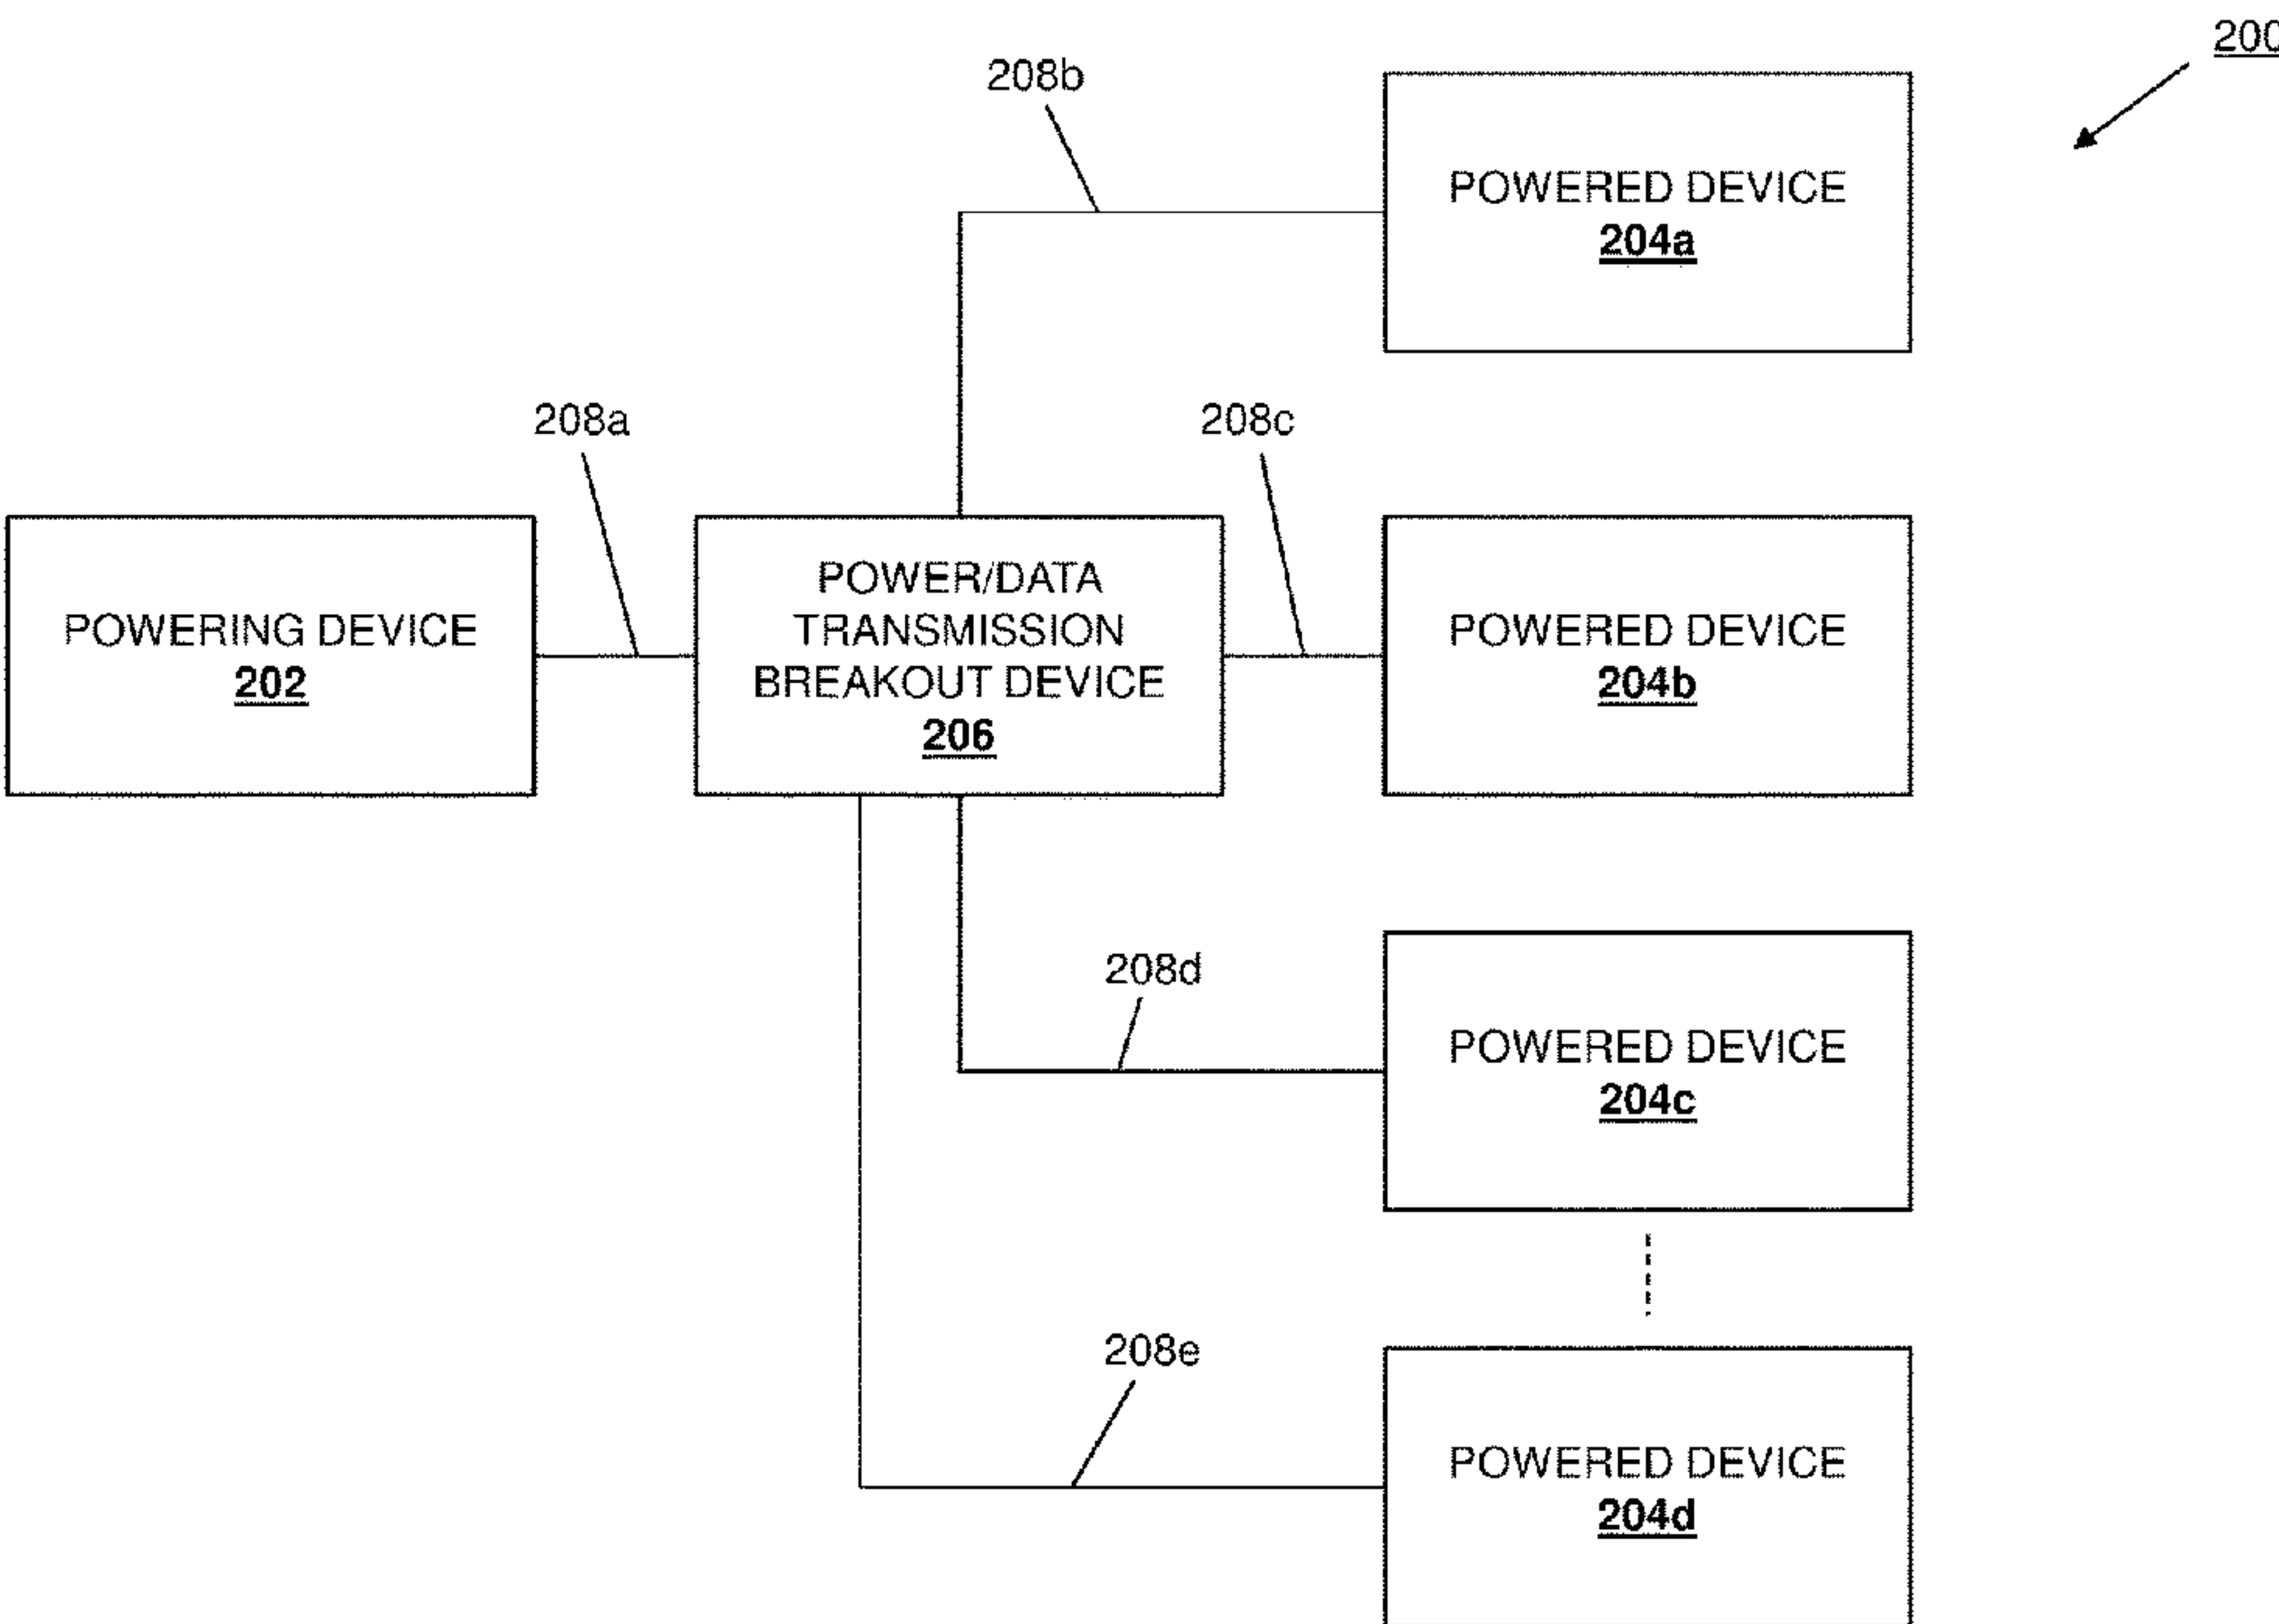 200
208b
POWERED DEVICE
204a
208a
208c
POWERING DEVICE
202
POWER/DATA
TRANSMISSION
BREAKOUT DEVICE
206
POWERED DEVICE
204b
208d
POWERED DEVICE
204c
208e
POWERED DEVICE
204d